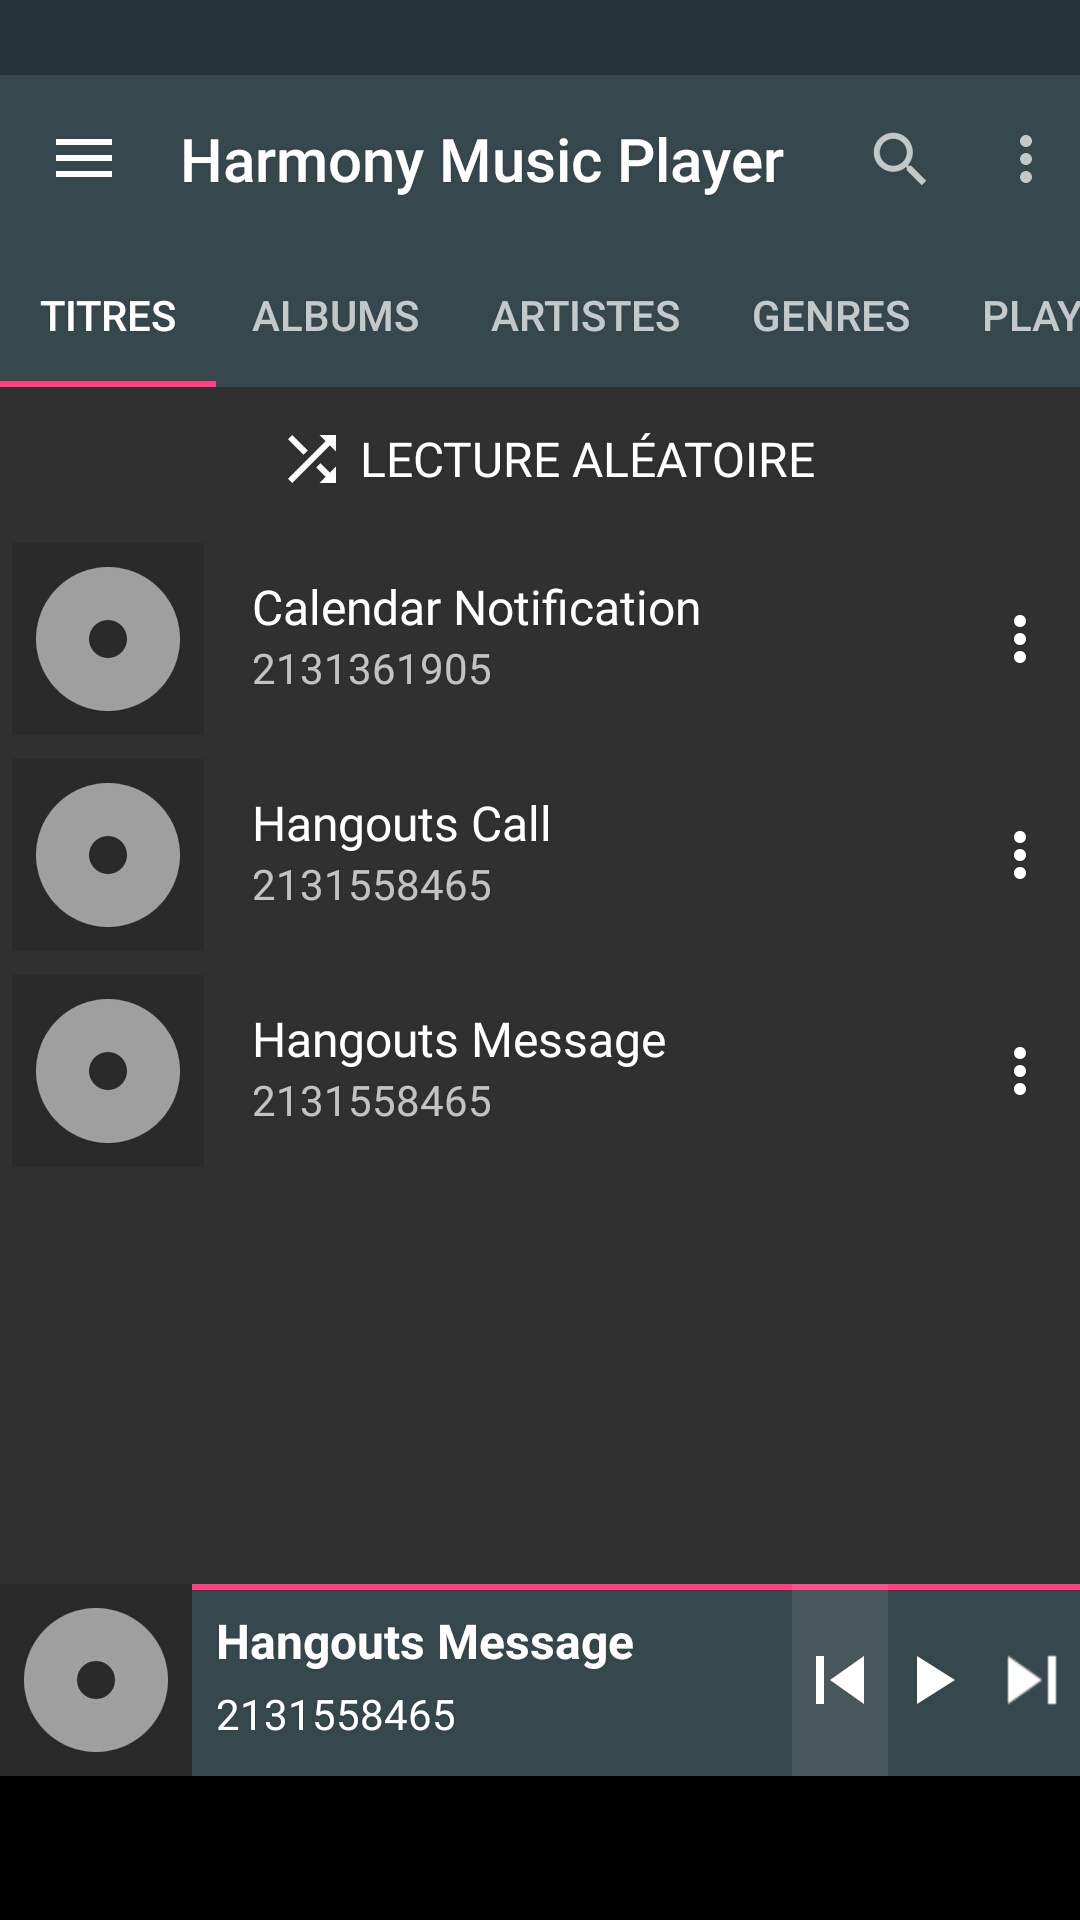 Harmony Music Player
TITRES ALBUMS ARTISTES GENRES PLAY
LECTURE ALÉATOIRE
Calendar Notification
2131361905
Hangouts Call
2131558465
Hangouts Message
2131558465
Hangouts Message
2131558465